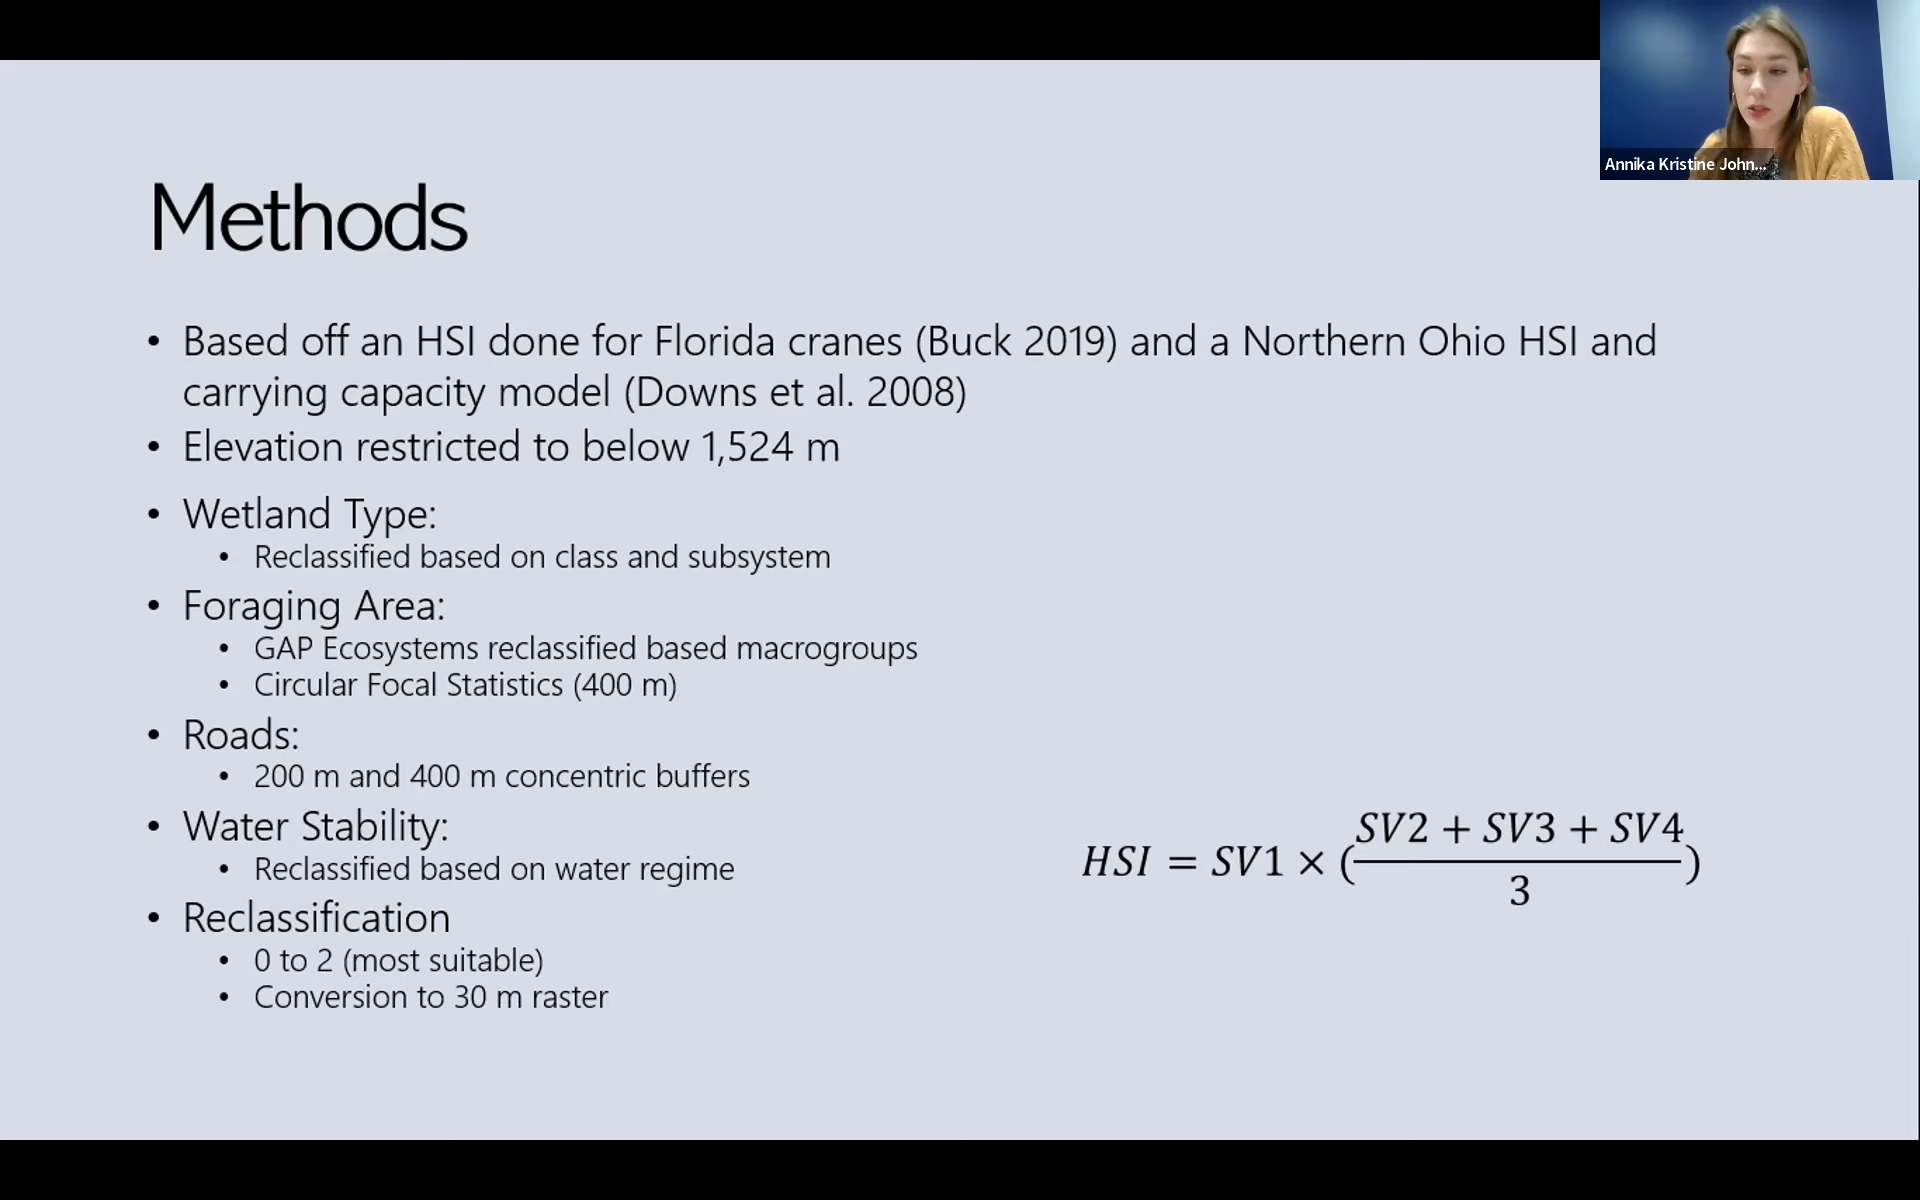 Annika Kristine John...
Methods
• Based off an HSI done for Florida cranes (Buck 2019) and a Northern Ohio HSI and
carrying capacity model (Downs et al. 2008)
• Elevation restricted to below 1,524 m
• Wetland Type:
• Reclassified based on class and subsystem
• Foraging Area:
• GAP Ecosystems reclassified based macrogroups
• Circular Focal Statistics (400 m)
• Roads:
• 200 m and 400 m concentric buffers
• Water Stability:
• Reclassified based on water regime
• Reclassification
• 0 to 2 (most suitable)
• Conversion to 30 m raster
HSI = SV1 × (SV2 + SV3 + SV4 / 3)